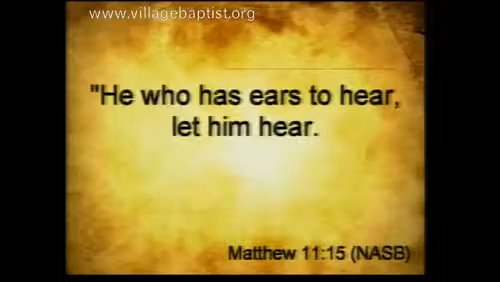 www.villagebaptist.org
"He who has ears to hear,
let him hear.
Matthew 11:15 (NASB)